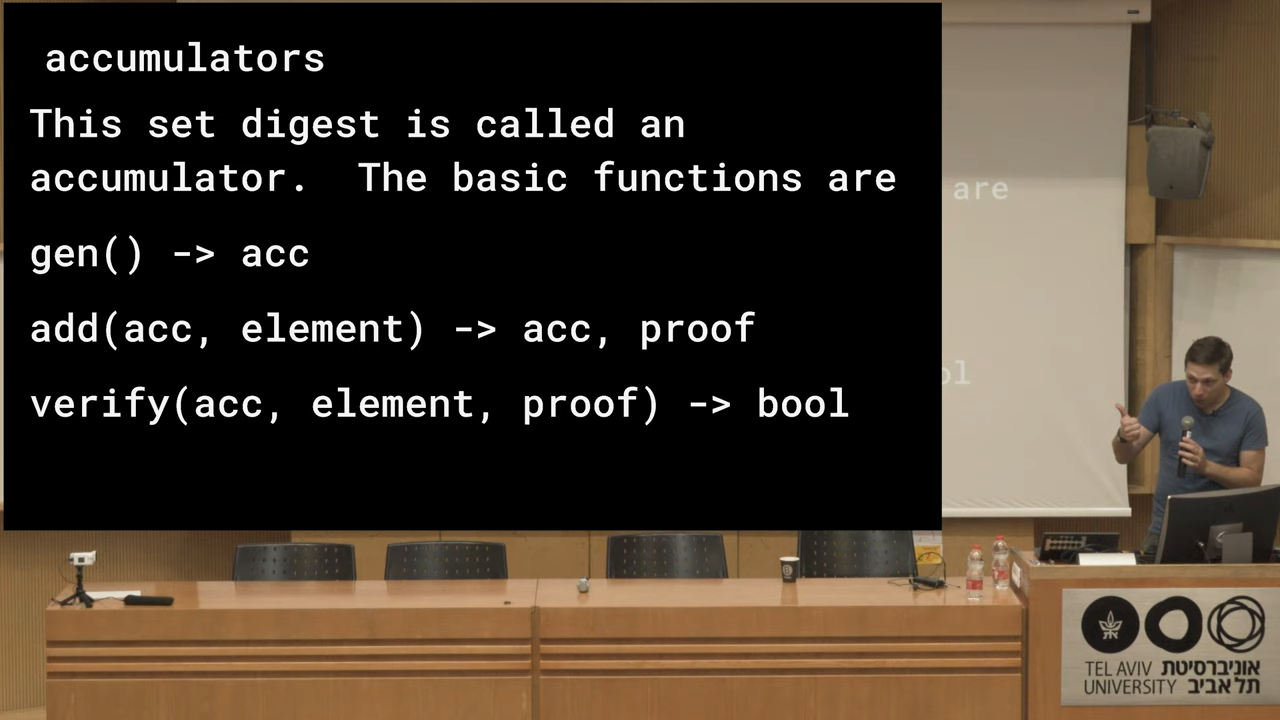 accumulators
This set digest is called an
accumulator.  The basic functions are
gen() -> acc
add(acc, element) -> acc, proof
verify(acc, element, proof) -> bool
are
ol
TEL AVIV אוניברסיטת
UNIVERSITY תל אביב